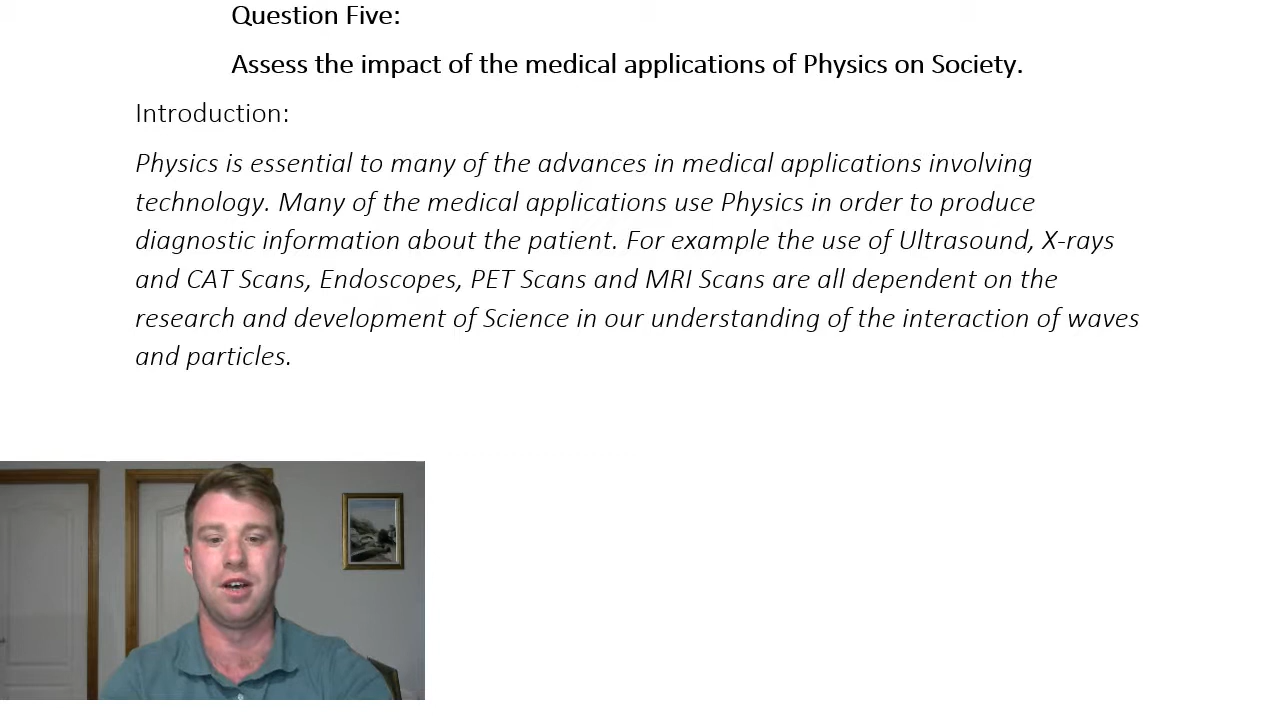 Question Five:
Assess the impact of the medical applications of Physics on Society.
Introduction:
Physics is essential to many of the advances in medical applications involving
technology. Many of the medical applications use Physics in order to produce
diagnostic information about the patient. For example the use of Ultrasound, X-rays
and CAT Scans, Endoscopes, PET Scans and MRI Scans are all dependent on the
research and development of Science in our understanding of the interaction of waves
and particles.